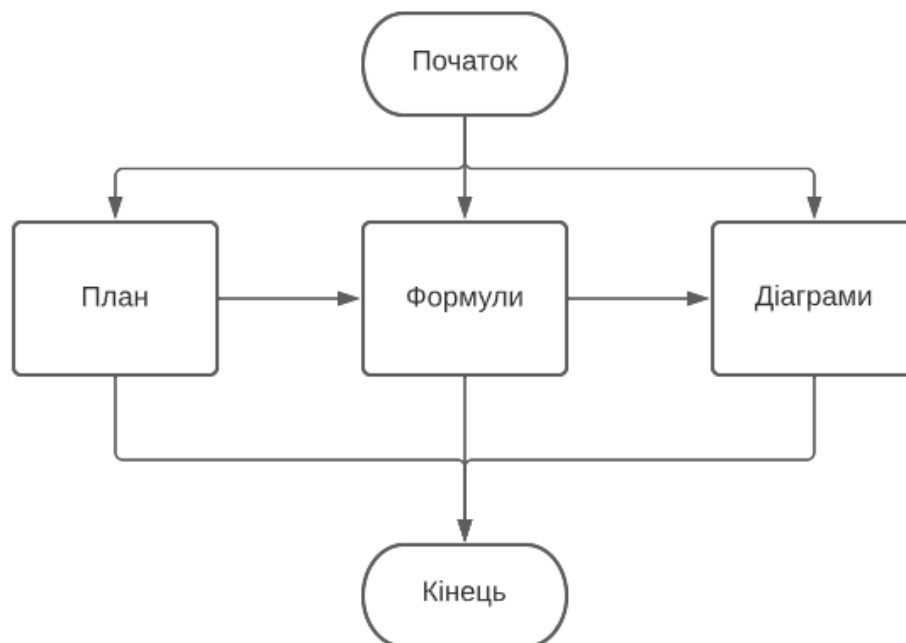 Початок
План
Формули
Діаграми
Кінець